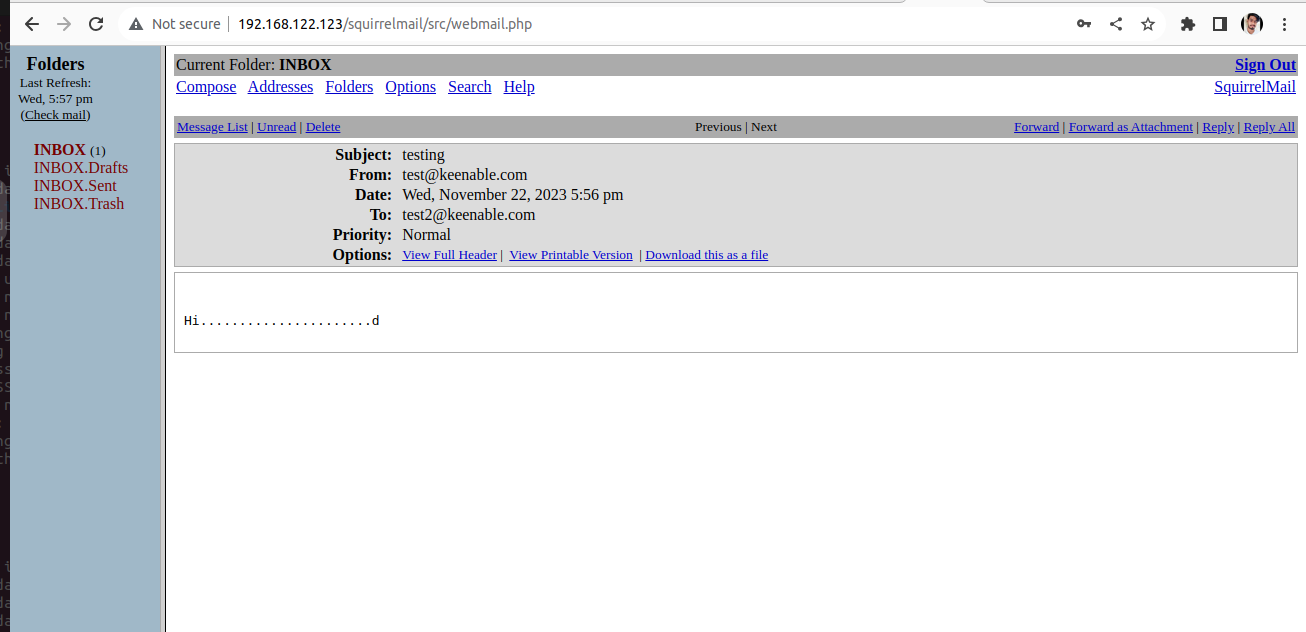 Not secure | 192.168.122.123/squirrelmail/src/webmail.php
Folders
Last Refresh:
Wed, 5:57 pm
(Check mail)
INBOX (1)
INBOX.Drafts
INBOX.Sent
INBOX.Trash
Current Folder: INBOX Sign Out
Compose Addresses Folders Options Search Help SquirrelMail
Message List | Unread | Delete Previous | Next Forward | Forward as Attachment | Reply | Reply All
Subject: testing
From: test@keenable.com
Date: Wed, November 22, 2023 5:56 pm
To: test2@keenable.com
Priority: Normal
Options: View Full Header | View Printable Version | Download this as a file
Hi......................d